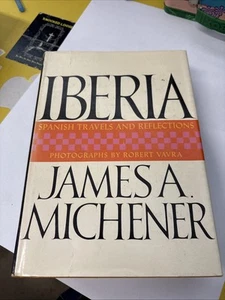 IBERIA
SPANISH TRAVELS AND REFLECTIONS
PHOTOGRAPHS BY ROBERT VAVRA
JAMES A.
MICHENER